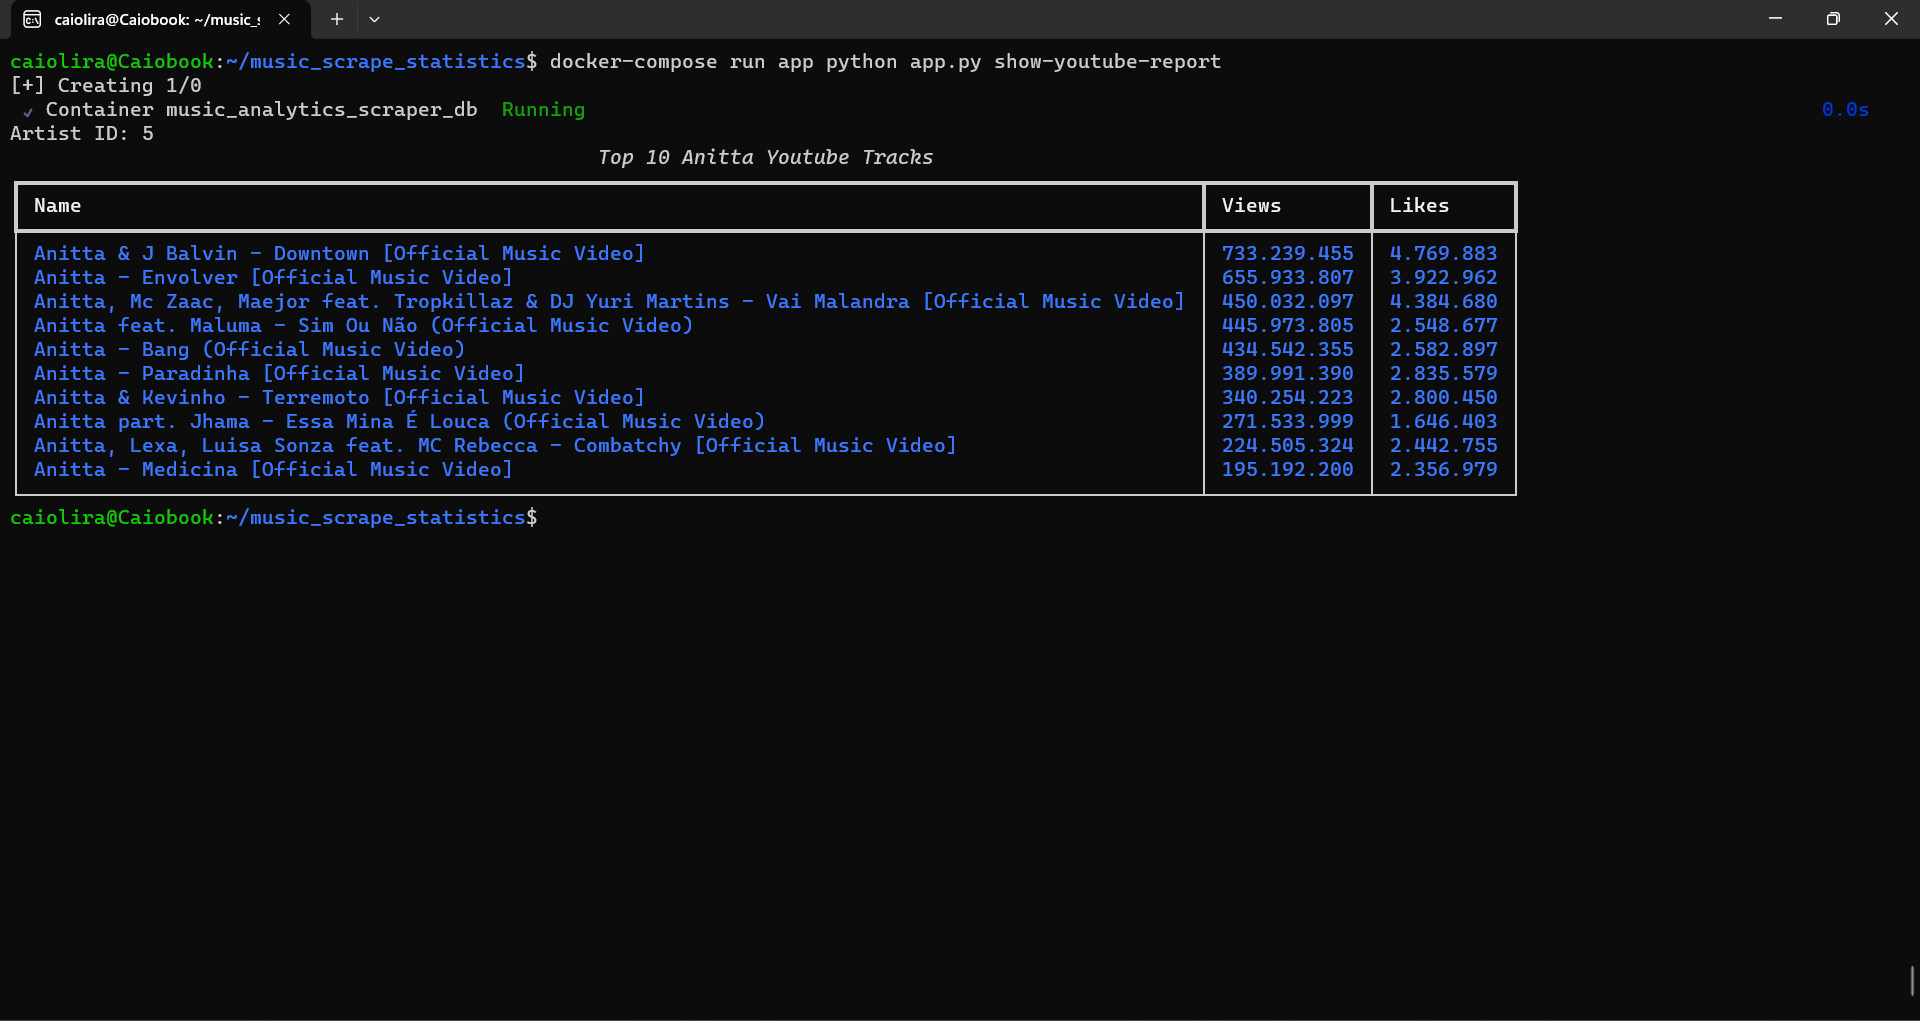 caiolira@Caiobook: ~/music_s
caiolira@Caiobook:~/music_scrape_statistics$ docker-compose run app python app.py show-youtube-report
[+] Creating 1/0
✓ Container music_analytics_scraper_db  Running 0.0s
Artist ID: 5
Top 10 Anitta Youtube Tracks
Name Views Likes
Anitta & J Balvin - Downtown [Official Music Video] 733.239.455 4.769.883
Anitta - Envolver [Official Music Video] 655.933.807 3.922.962
Anitta, Mc Zaac, Maejor feat. Tropkillaz & DJ Yuri Martins - Vai Malandra [Official Music Video] 450.032.097 4.384.680
Anitta feat. Maluma - Sim Ou Não (Official Music Video) 445.973.805 2.548.677
Anitta - Bang (Official Music Video) 434.542.355 2.582.897
Anitta - Paradinha [Official Music Video] 389.991.390 2.835.579
Anitta & Kevinho - Terremoto [Official Music Video] 340.254.223 2.800.450
Anitta part. Jhama - Essa Mina É Louca (Official Music Video) 271.533.999 1.646.403
Anitta, Lexa, Luisa Sonza feat. MC Rebecca - Combatchy [Official Music Video] 224.505.324 2.442.755
Anitta - Medicina [Official Music Video] 195.192.200 2.356.979
caiolira@Caiobook:~/music_scrape_statistics$